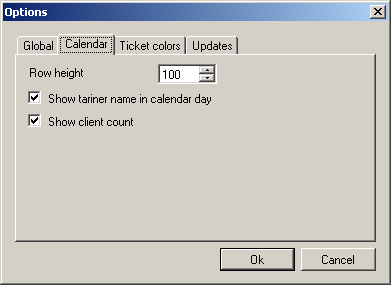 Options
Global Calendar Ticket colors Updates
Row height 100
Show tariner name in calendar day
Show client count
Ok Cancel